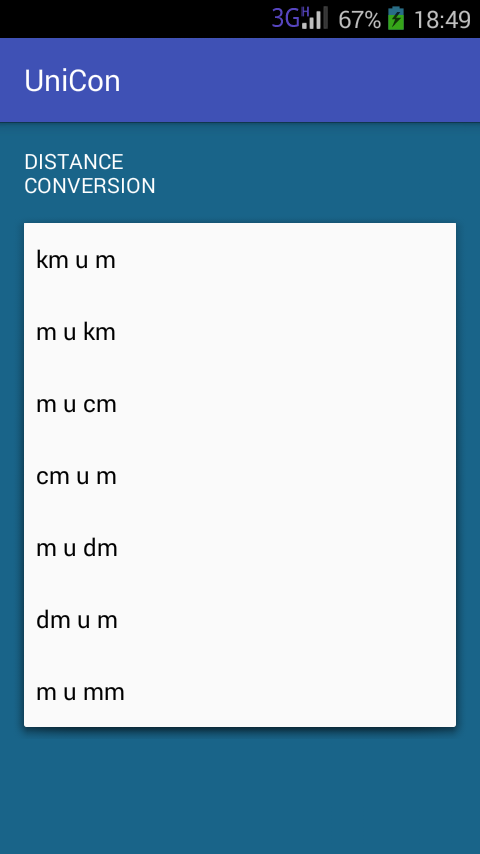 3G H 67% 18:49
UniCon
DISTANCE
CONVERSION
km u m
m u km
m u cm
cm u m
m u dm
dm u m
m u mm